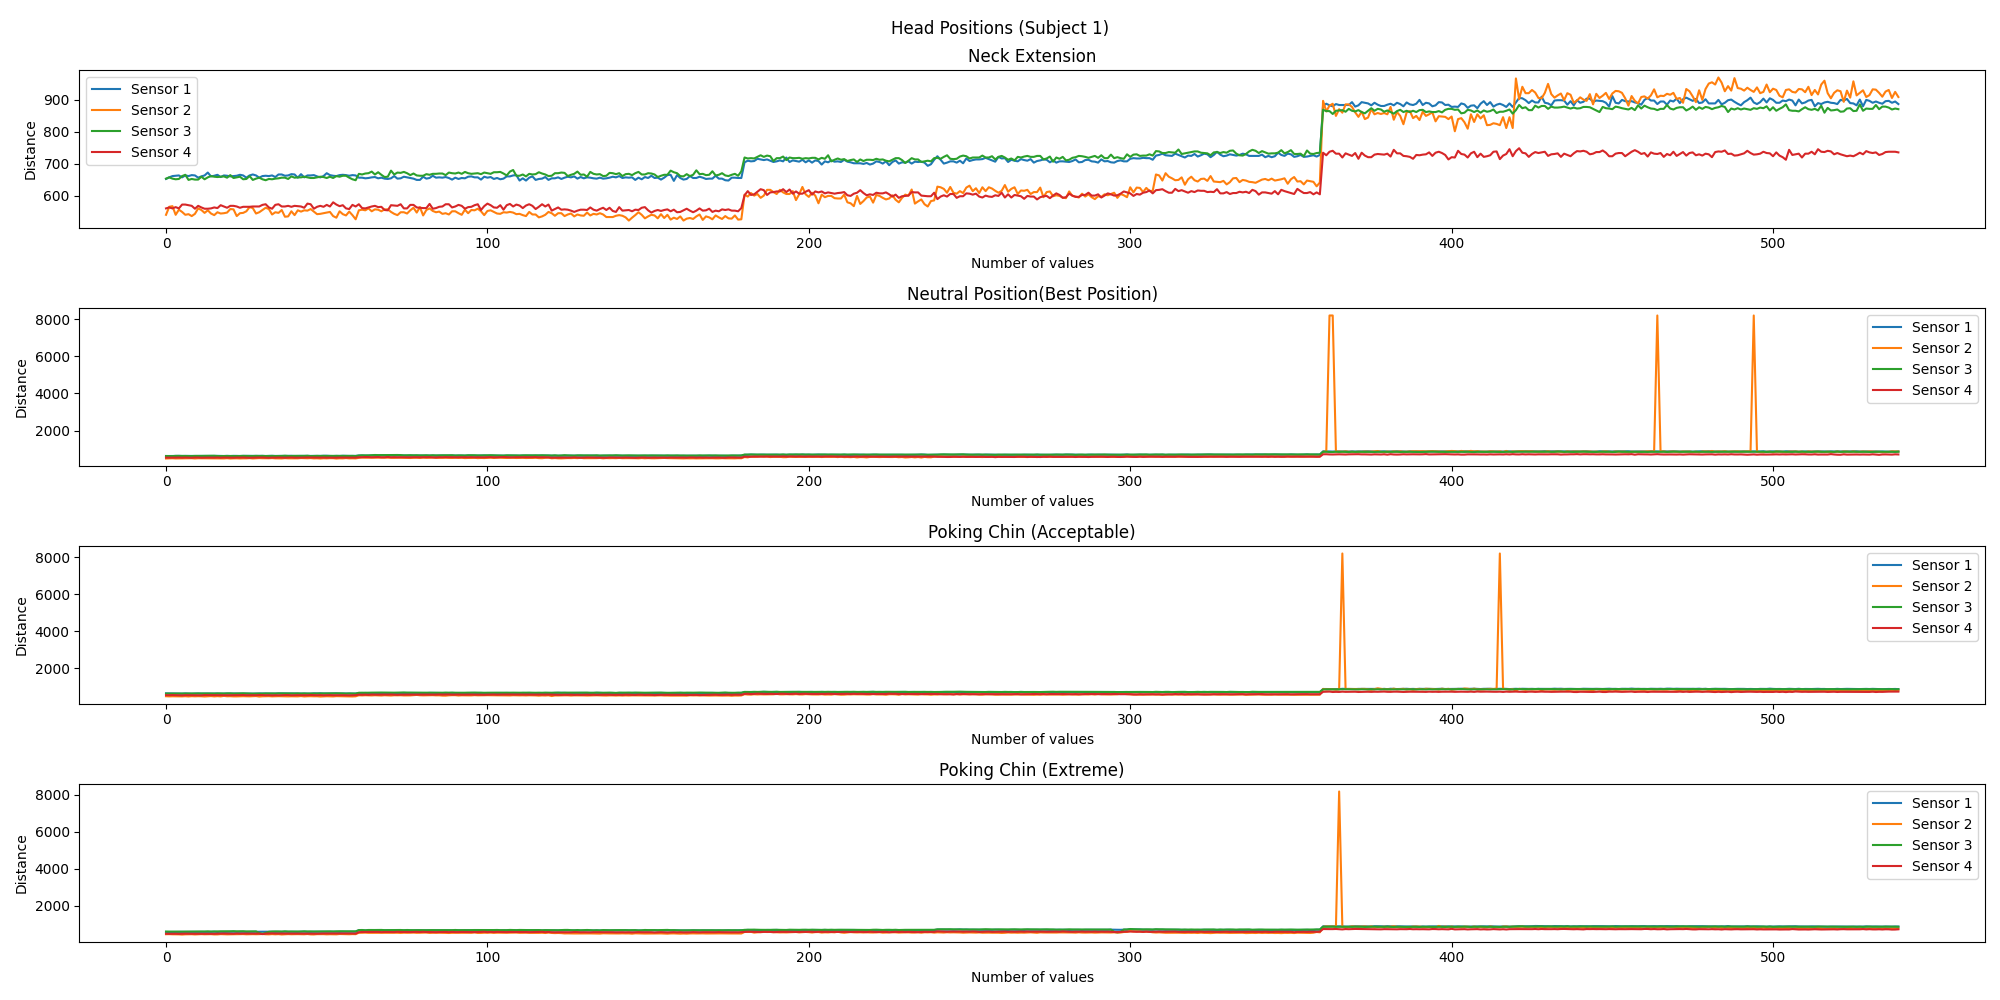 Head Positions (Subject 1)
Neck Extension
Sensor 1
Sensor 2
Sensor 3
Sensor 4
Distance
900
800
700
600
0 100 200 300 400 500
Number of values
Neutral Position(Best Position)
Sensor 1
Sensor 2
Sensor 3
Sensor 4
Distance
8000
6000
4000
2000
0 100 200 300 400 500
Number of values
Poking Chin (Acceptable)
Sensor 1
Sensor 2
Sensor 3
Sensor 4
Distance
8000
6000
4000
2000
0 100 200 300 400 500
Number of values
Poking Chin (Extreme)
Sensor 1
Sensor 2
Sensor 3
Sensor 4
Distance
8000
6000
4000
2000
0 100 200 300 400 500
Number of values